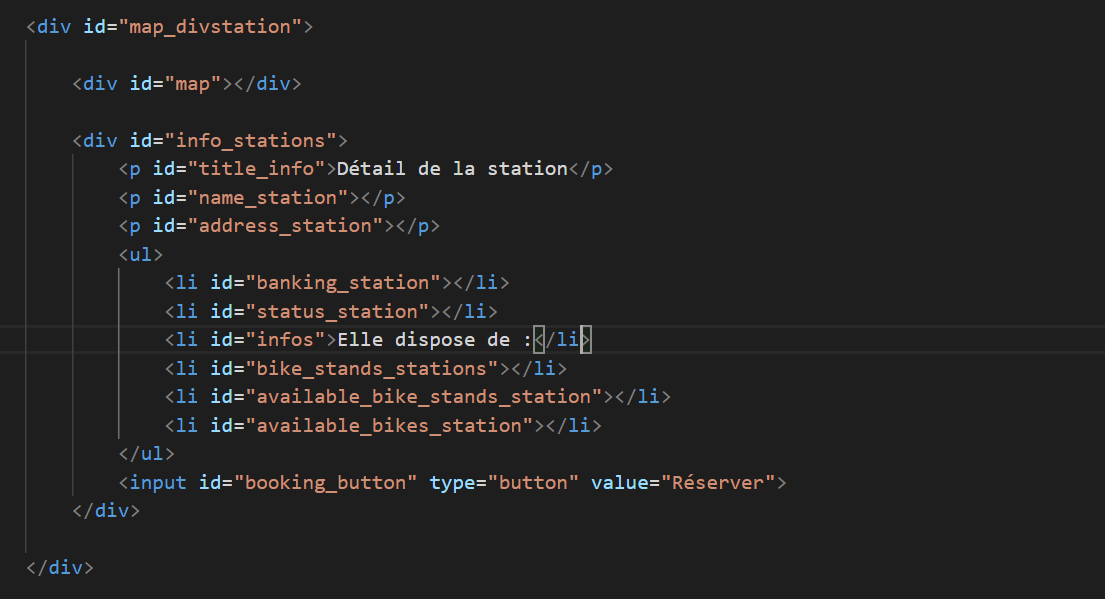 <div id="map_divstation">
<div id="map"></div>
<div id="info_stations">
<p id="title_info">Détail de la station</p>
<p id="name_station"></p>
<p id="address_station"></p>
<ul>
<li id="banking_station"></li>
<li id="status_station"></li>
<li id="infos">Elle dispose de :</li>
<li id="bike_stands_stations"></li>
<li id="available_bike_stands_station"></li>
<li id="available_bikes_station"></li>
</ul>
<input id="booking_button" type="button" value="Réserver">
</div>
</div>